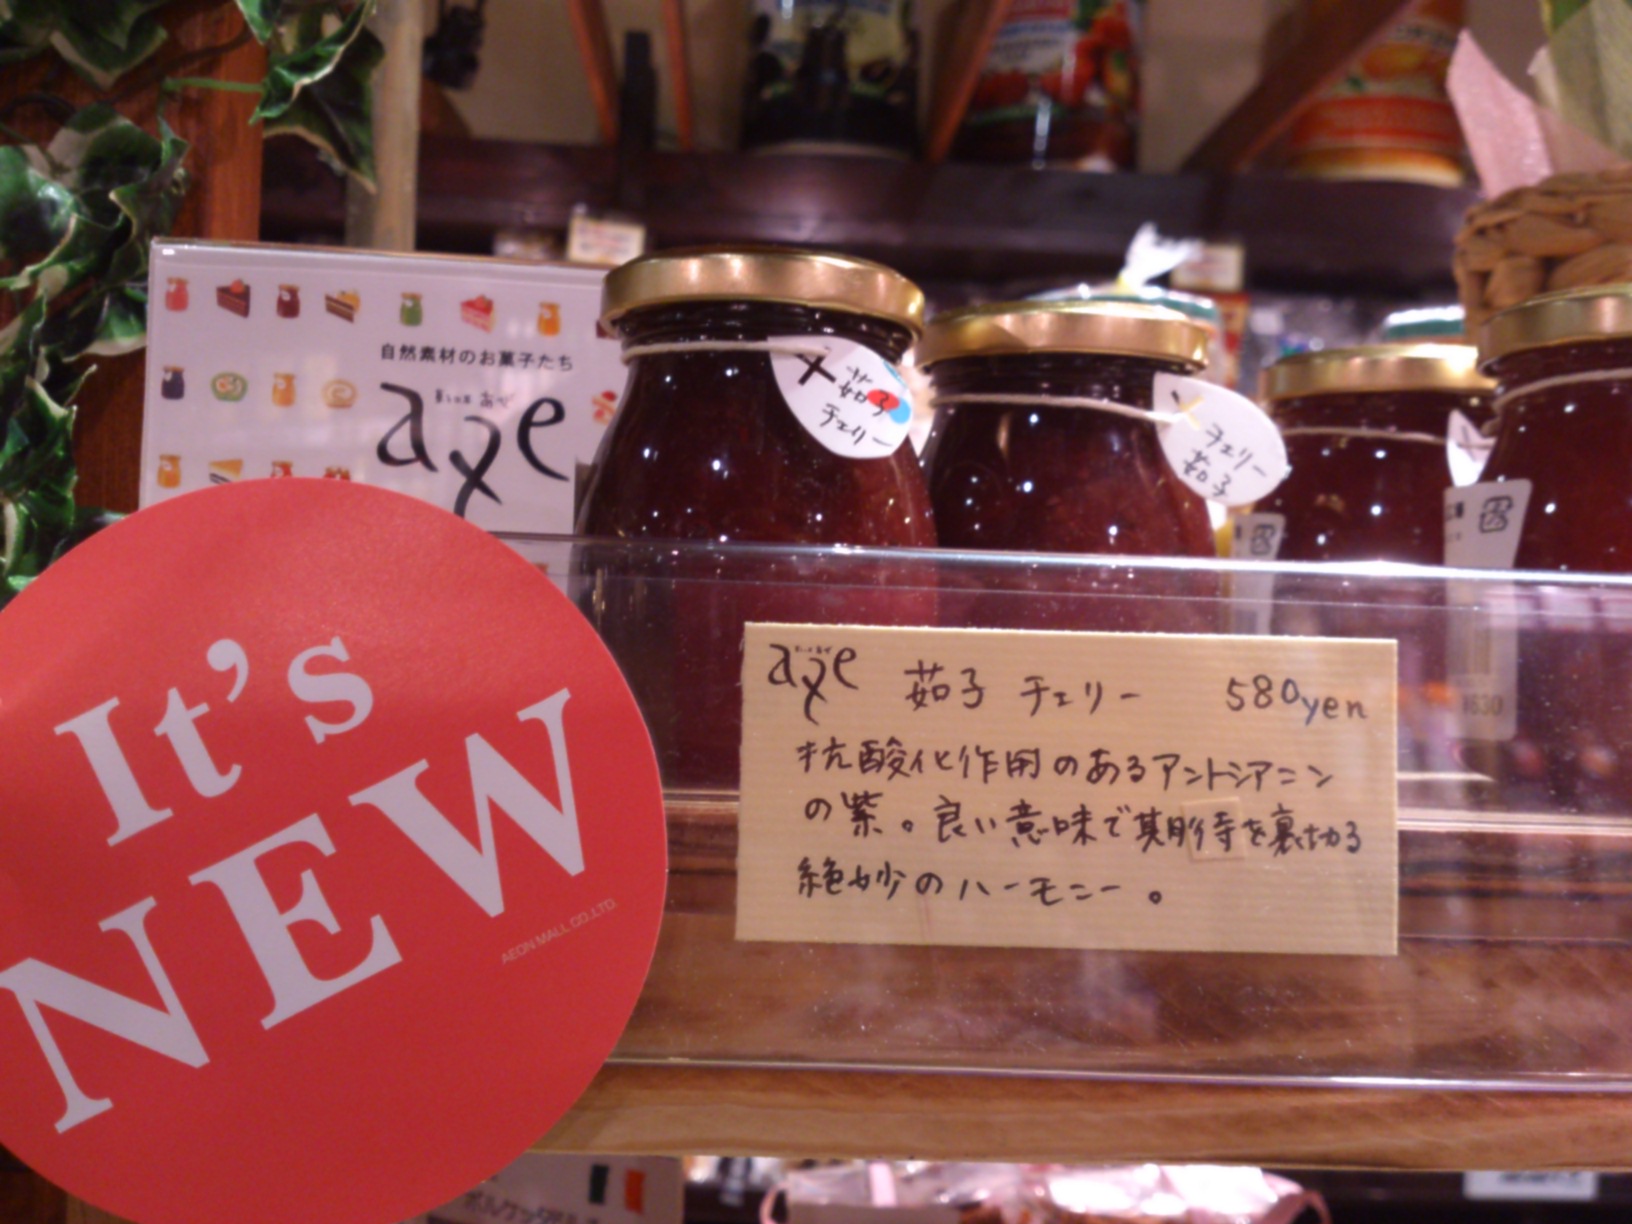 自然素材のお菓子たち
axe
茄子
チェリー
チェリー
茄子
axe 茄子 チェリー 580yen
抗酸化作用のあるアントシアニン
の紫。良い意味で期待を裏切る
絶妙のハーモニー。
It's
NEW
AEON MALL CO.,LTD.